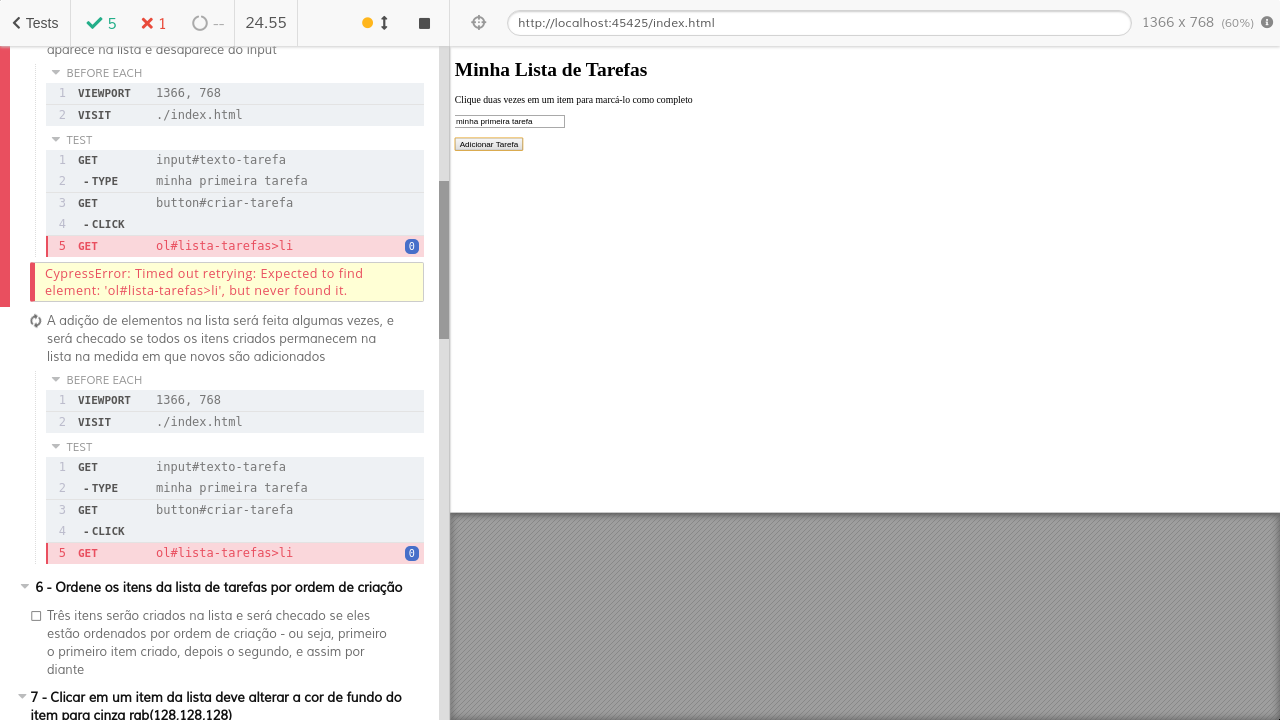 Tests 5 1 -- 24.55
http://localhost:45425/index.html 1366 x 768 (60%)
aparece na lista e desaparece do input
BEFORE EACH
1 VIEWPORT 1366, 768
2 VISIT ./index.html
TEST
1 GET input#texto-tarefa
2 - TYPE minha primeira tarefa
3 GET button#criar-tarefa
4 - CLICK
5 GET ol#lista-tarefas>li 0
CypressError: Timed out retrying: Expected to find
element: 'ol#lista-tarefas>li', but never found it.
A adição de elementos na lista será feita algumas vezes, e
será checado se todos os itens criados permanecem na
lista na medida em que novos são adicionados
BEFORE EACH
1 VIEWPORT 1366, 768
2 VISIT ./index.html
TEST
1 GET input#texto-tarefa
2 - TYPE minha primeira tarefa
3 GET button#criar-tarefa
4 - CLICK
5 GET ol#lista-tarefas>li 0
6 - Ordene os itens da lista de tarefas por ordem de criação
Três itens serão criados na lista e será checado se eles
estão ordenados por ordem de criação - ou seja, primeiro
o primeiro item criado, depois o segundo, e assim por
diante
7 - Clicar em um item da lista deve alterar a cor de fundo do
item para cinza rgb(128,128,128)
Minha Lista de Tarefas
Clique duas vezes em um item para marcá-lo como completo
minha primeira tarefa
Adicionar Tarefa